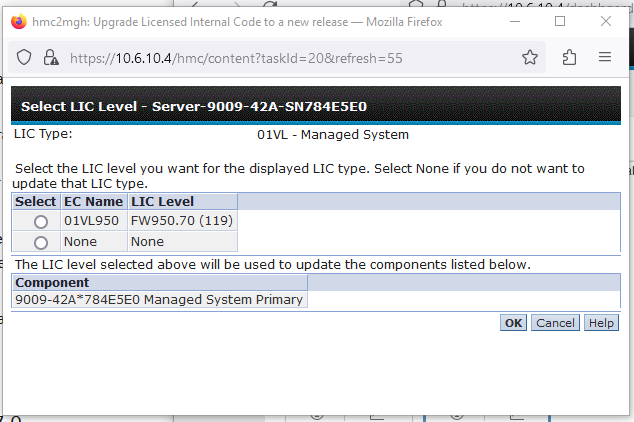 hmc2mgh: Upgrade Licensed Internal Code to a new release — Mozilla Firefox
https://10.6.10.4/hmc/content?taskId=20&refresh=55
Select LIC Level - Server-9009-42A-SN784E5E0
LIC Type: 01VL - Managed System
Select the LIC level you want for the displayed LIC type. Select None if you do not want to
update that LIC type.
Select EC Name LIC Level
01VL950 FW950.70 (119)
None None
The LIC level selected above will be used to update the components listed below.
Component
9009-42A*784E5E0 Managed System Primary
OK Cancel Help